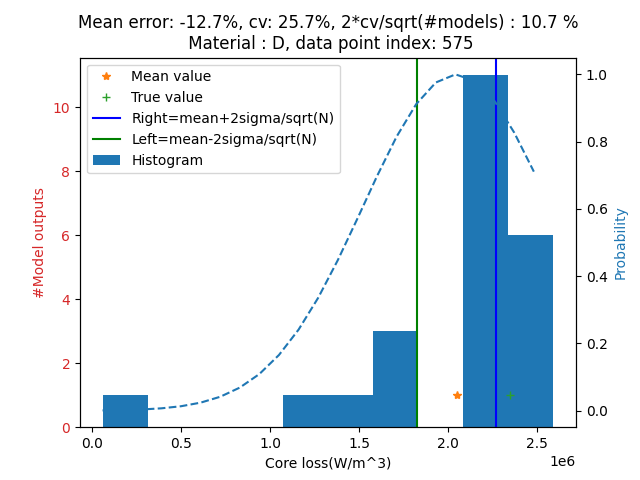 Mean error: -12.7%, cv: 25.7%, 2*cv/sqrt(#models) : 10.7 %
Material : D, data point index: 575
Mean value
True value
Right=mean+2sigma/sqrt(N)
Left=mean-2sigma/sqrt(N)
Histogram
#Model outputs
10
8
6
4
2
0
1.0
0.8
0.6
0.4
0.2
0.0
Probability
0.0 0.5 1.0 1.5 2.0 2.5
1e6
Core loss(W/m^3)